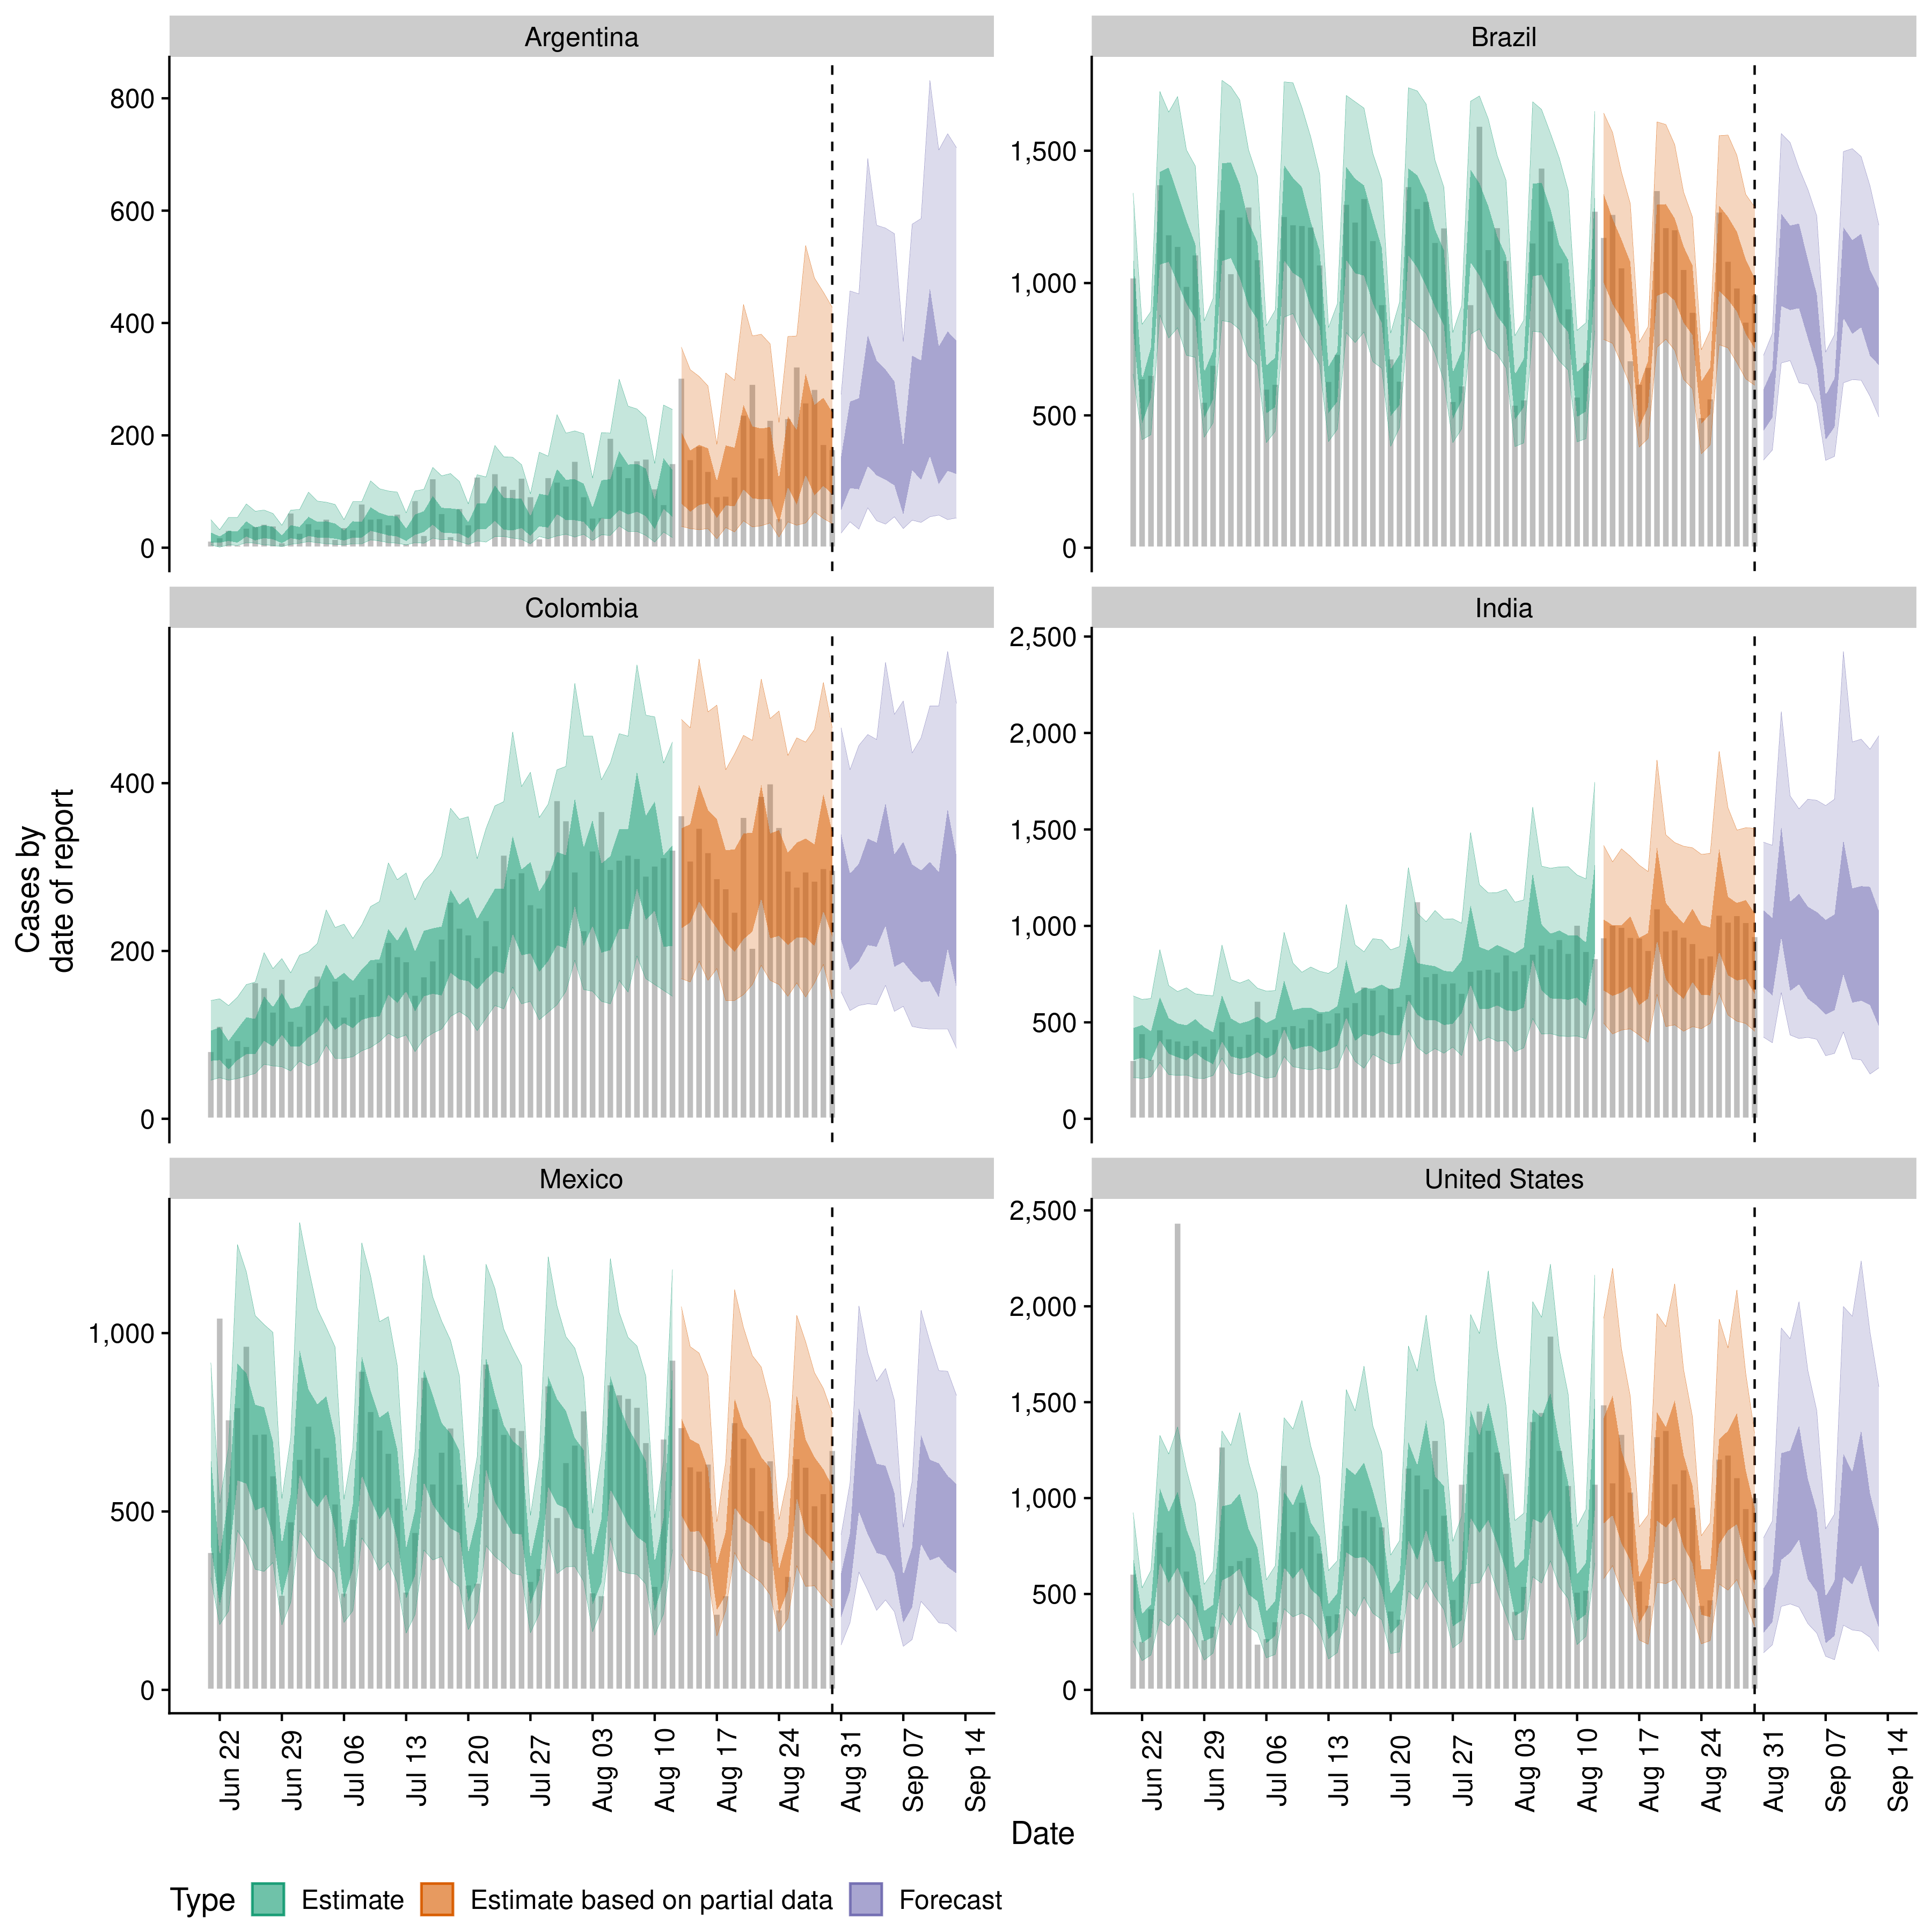 Argentina
Brazil
800
600
400
200
0
1,500
1,000
500
0
Colombia
India
400
200
0
2,500
2,000
1,500
1,000
500
0
Cases by
date of report
Mexico
United States
1,000
500
0
2,500
2,000
1,500
1,000
500
0
Jun 22
Jun 29
Jul 06
Jul 13
Jul 20
Jul 27
Aug 03
Aug 10
Aug 17
Aug 24
Aug 31
Sep 07
Sep 14
Jun 22
Jun 29
Jul 06
Jul 13
Jul 20
Jul 27
Aug 03
Aug 10
Aug 17
Aug 24
Aug 31
Sep 07
Sep 14
Date
Type Estimate Estimate based on partial data Forecast